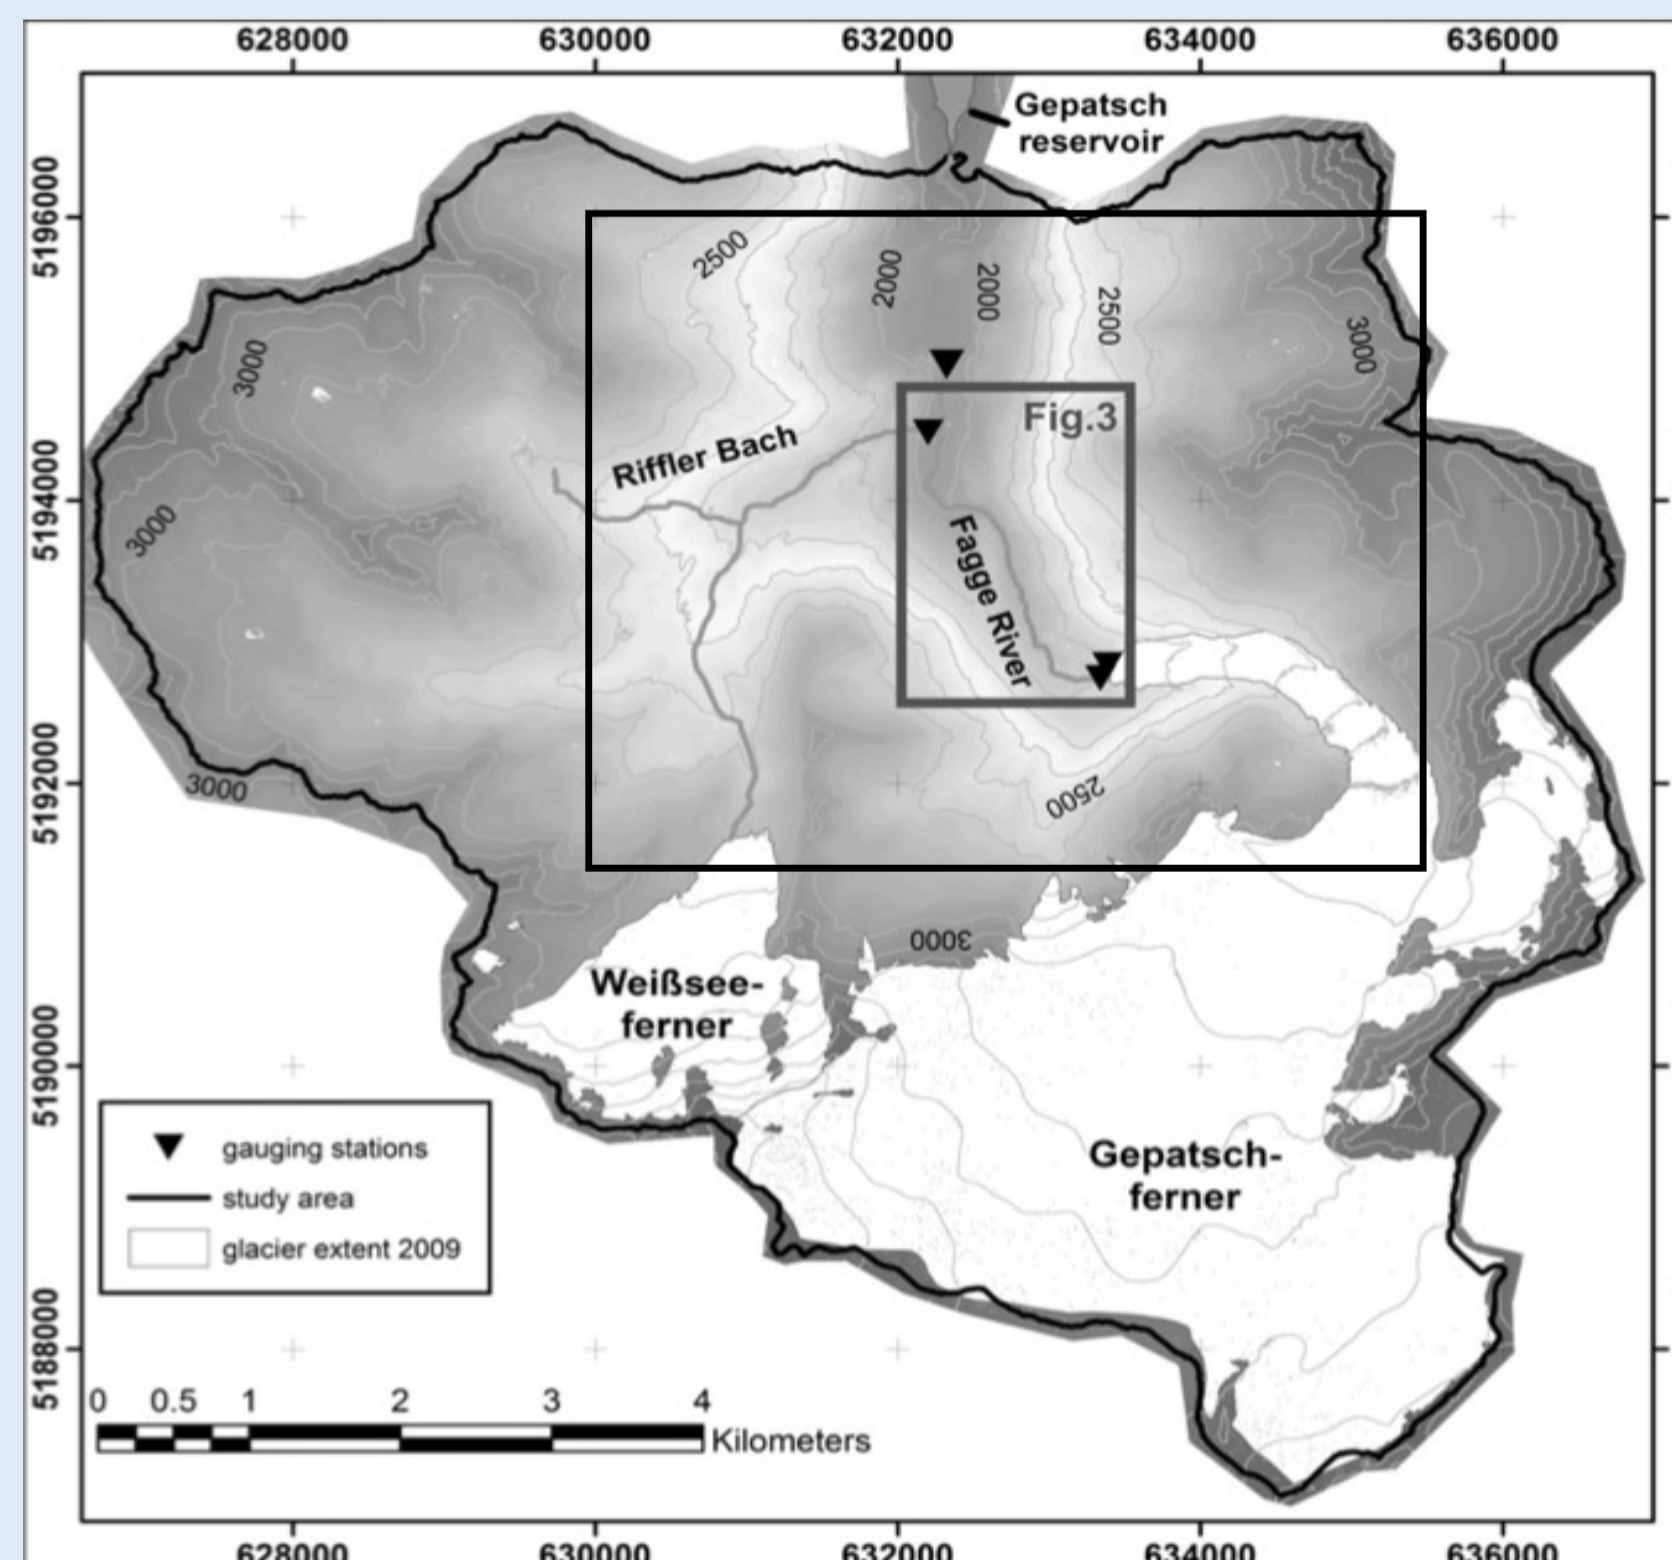 628000 630000 632000 634000 636000
Gepatsch
reservoir
5196000
2500
2000
2000
2500
3000
3000
Fig.3
Riffler Bach
5194000
3000
Fagge River
5192000
3000
2500
3000
Weißsee-
ferner
5190000
Gepatsch-
ferner
gauging stations
study area
glacier extent 2009
5188000
0 0.5 1 2 3 4
Kilometers
628000 630000 632000 634000 636000